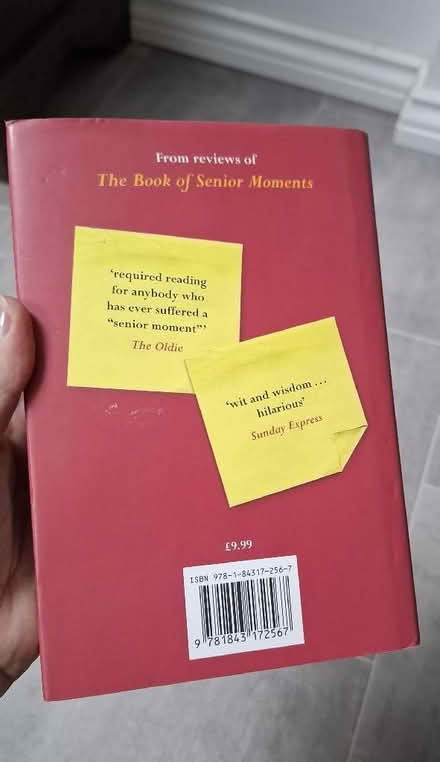 From reviews of
The Book of Senior Moments
‘required reading
for anybody who
has ever suffered a
“senior moment”’
The Oldie
‘wit and wisdom ...
hilarious’
Sunday Express
£9.99
ISBN 978-1-84317-256-7
9 781843 172567